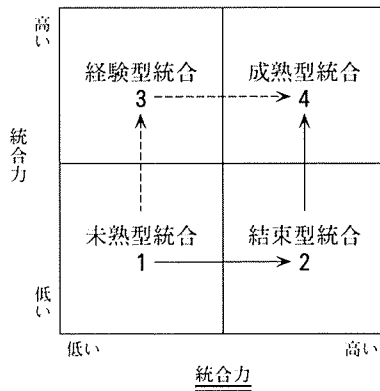 高い
経験型統合
3
成熟型統合
4
統合力
未熟型統合
1
結束型統合
2
低い
低い
高い
統合力